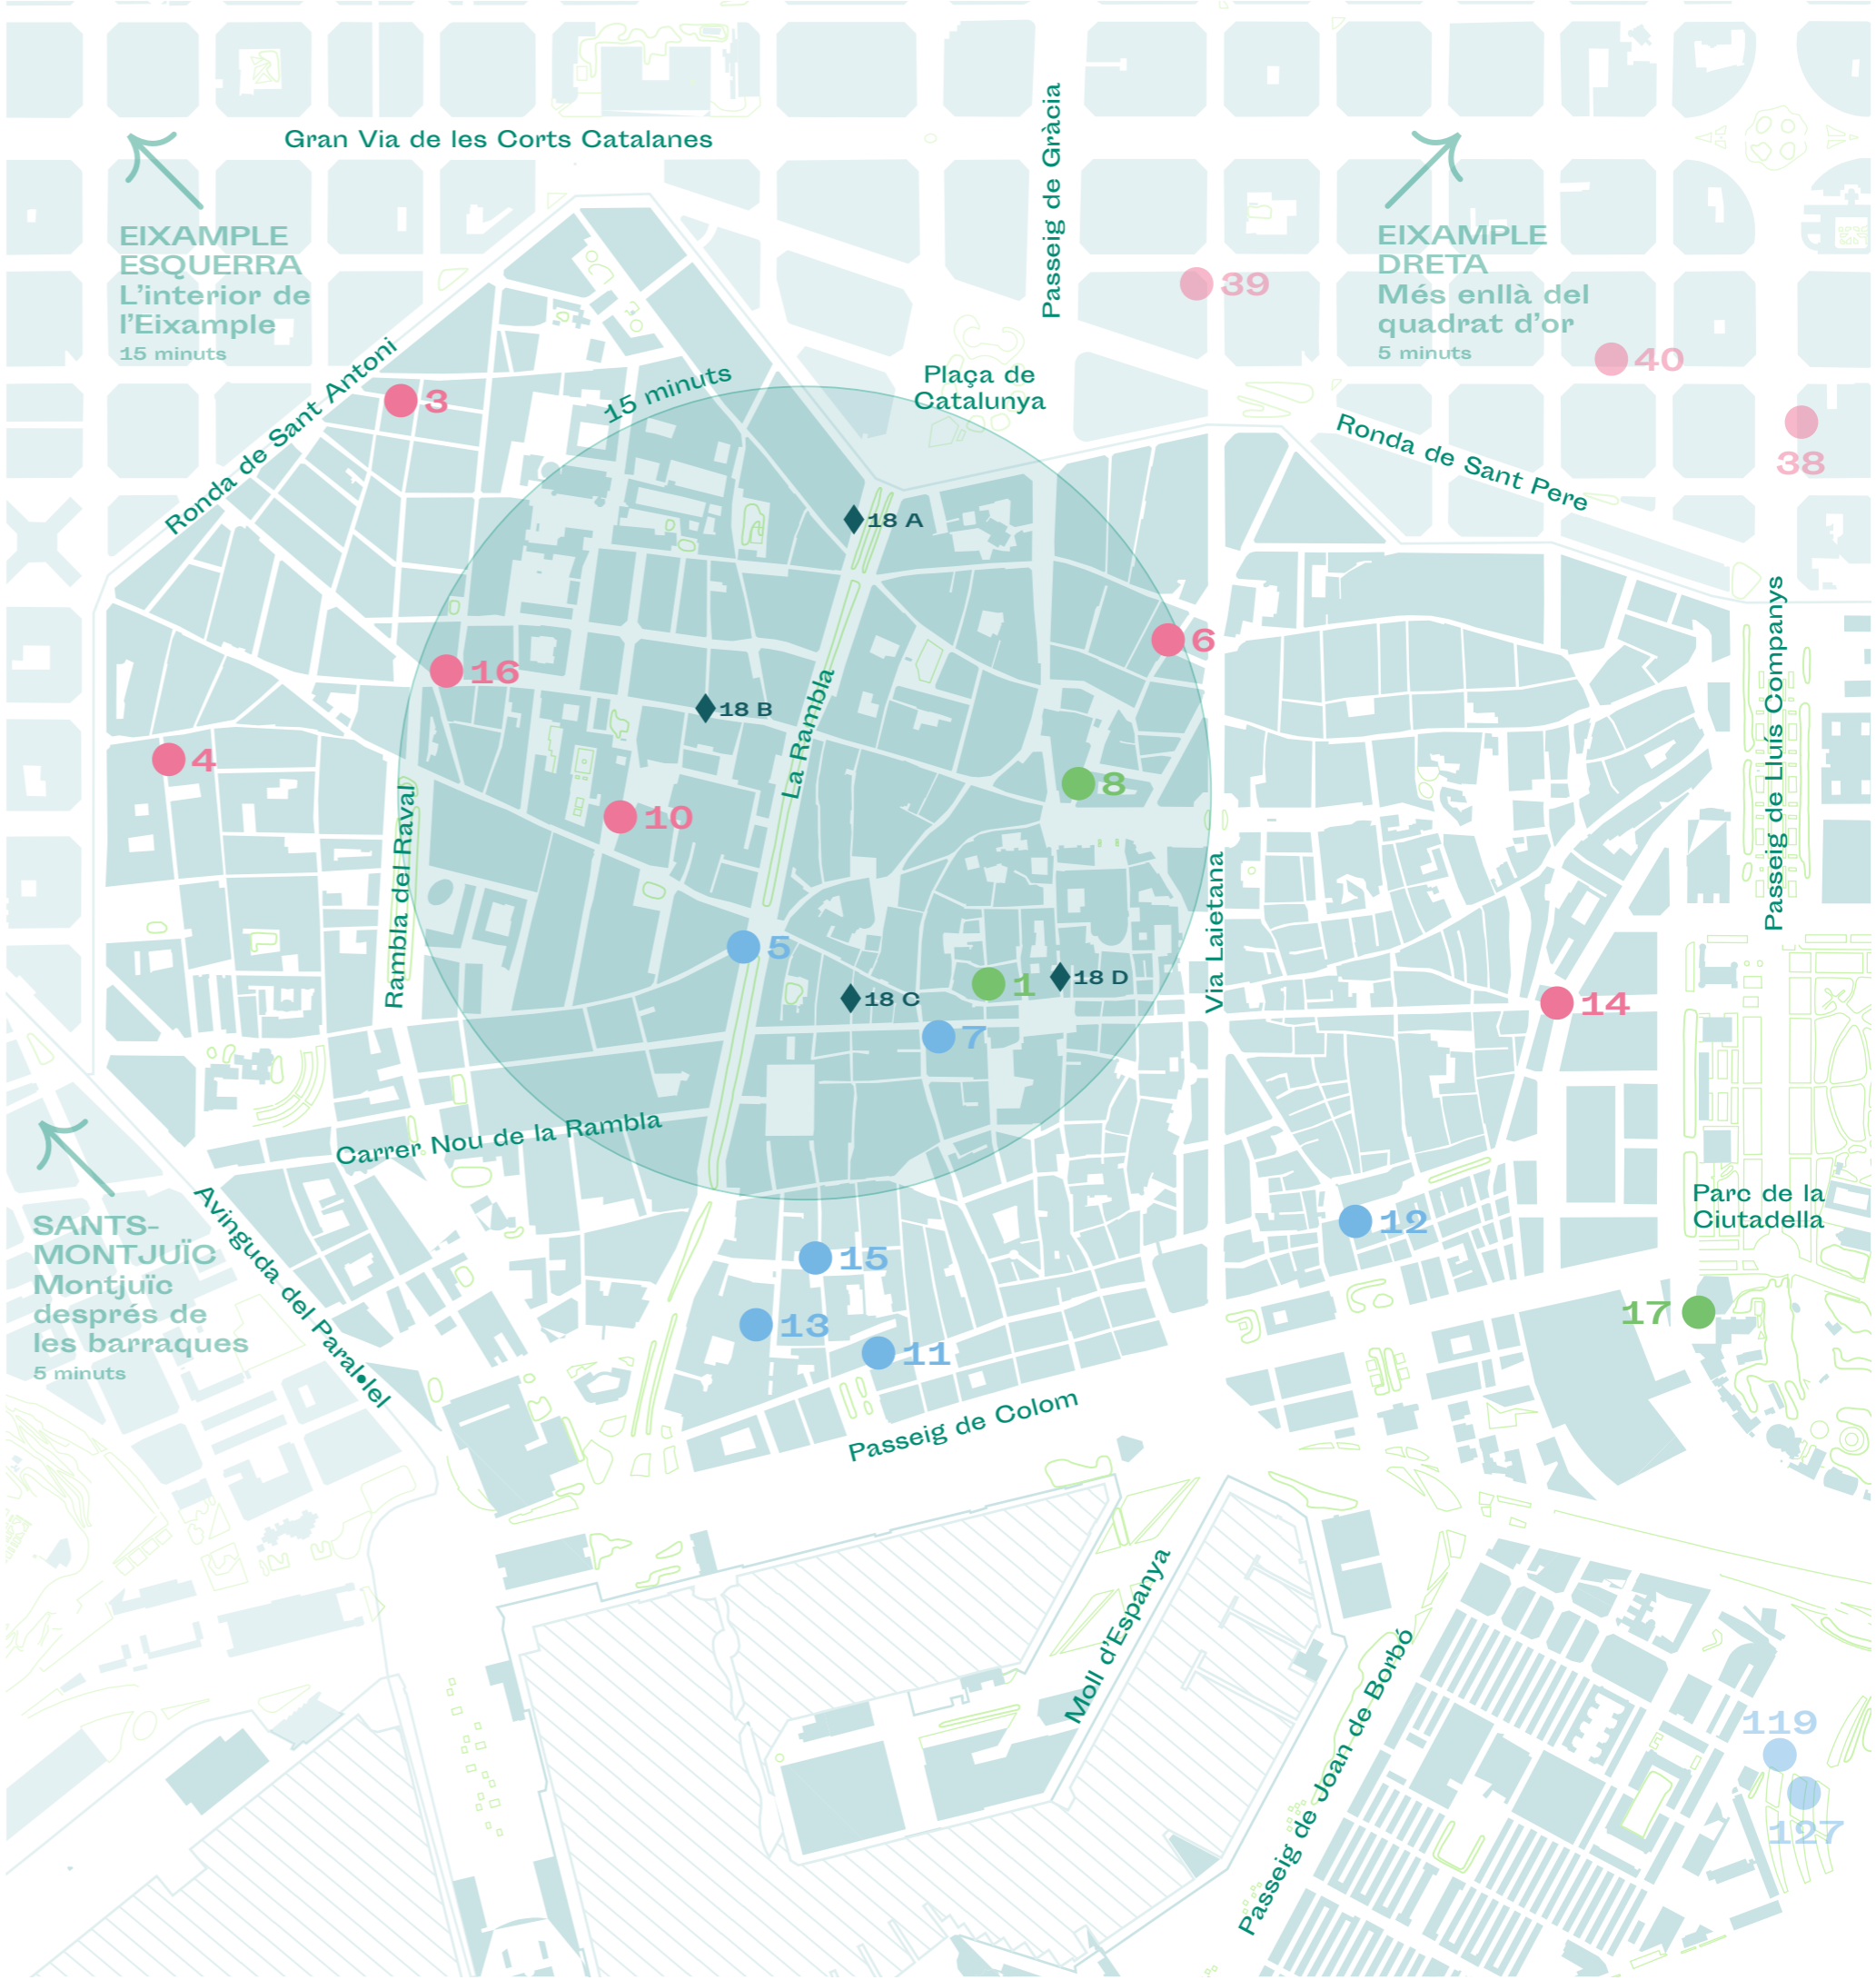 Gran Via de les Corts Catalanes
Passeig de Gràcia
EIXAMPLE
ESQUERRA
L'interior de
l'Eixample
15 minuts
EIXAMPLE
DRETA
Més enllà del
quadrat d'or
5 minuts
39
40
38
Ronda de Sant Antoni
3
15 minuts
Plaça de
Catalunya
Ronda de Sant Pere
18 A
Passeig de Lluís Companys
6
16
18 B
La Rambla
4
8
10
Rambla del Raval
Via Laietana
5
18 C
1
18 D
7
14
Carrer Nou de la Rambla
Parc de la
Ciutadella
SANTS-
MONTJUÏC
Montjuïc
després de
les barraques
5 minuts
Avinguda del Paral•lel
12
15
13
11
17
Passeig de Colom
Moll d'Espanya
Passeig de Joan de Borbó
119
127